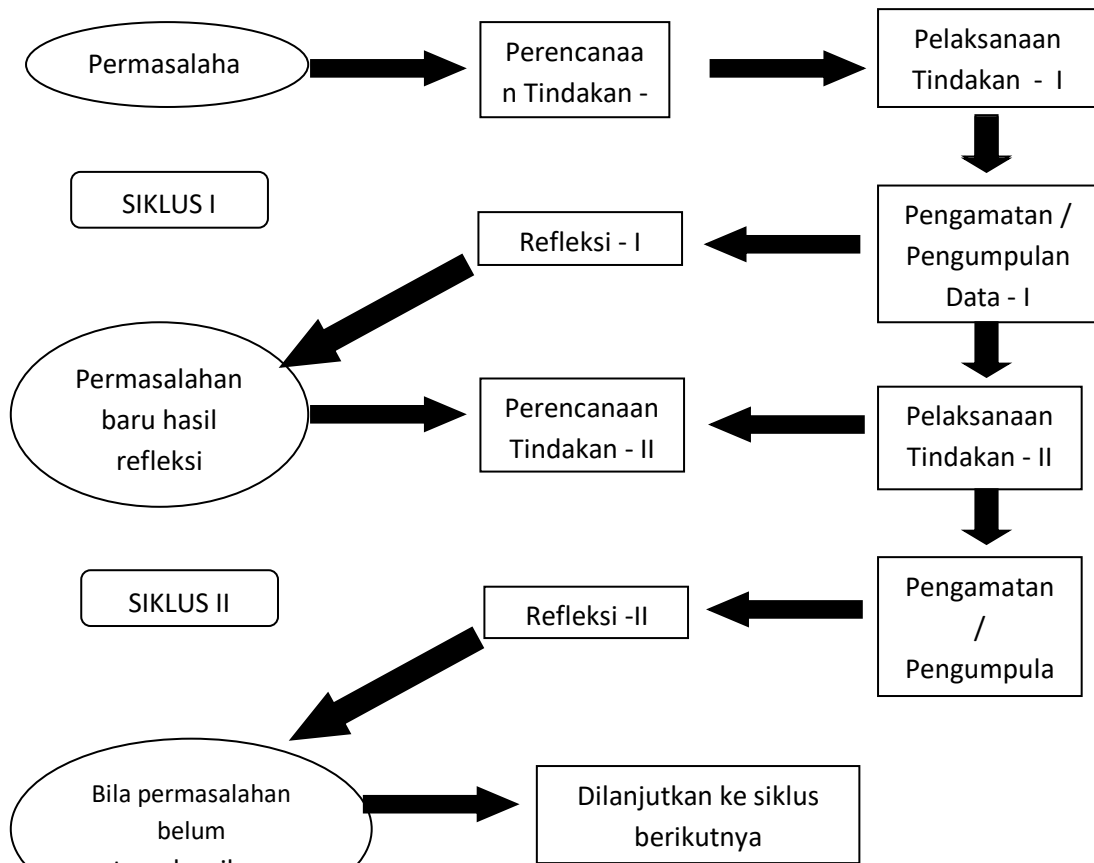 Permasalaha
Perencanaa
n Tindakan -
Pelaksanaan
Tindakan - I
SIKLUS I
Refleksi - I
Pengamatan /
Pengumpulan
Data - I
Permasalahan
baru hasil
refleksi
Perencanaan
Tindakan - II
Pelaksanaan
Tindakan - II
SIKLUS II
Refleksi -II
Pengamatan
/
Pengumpula
Bila permasalahan
belum
Dilanjutkan ke siklus
berikutnya